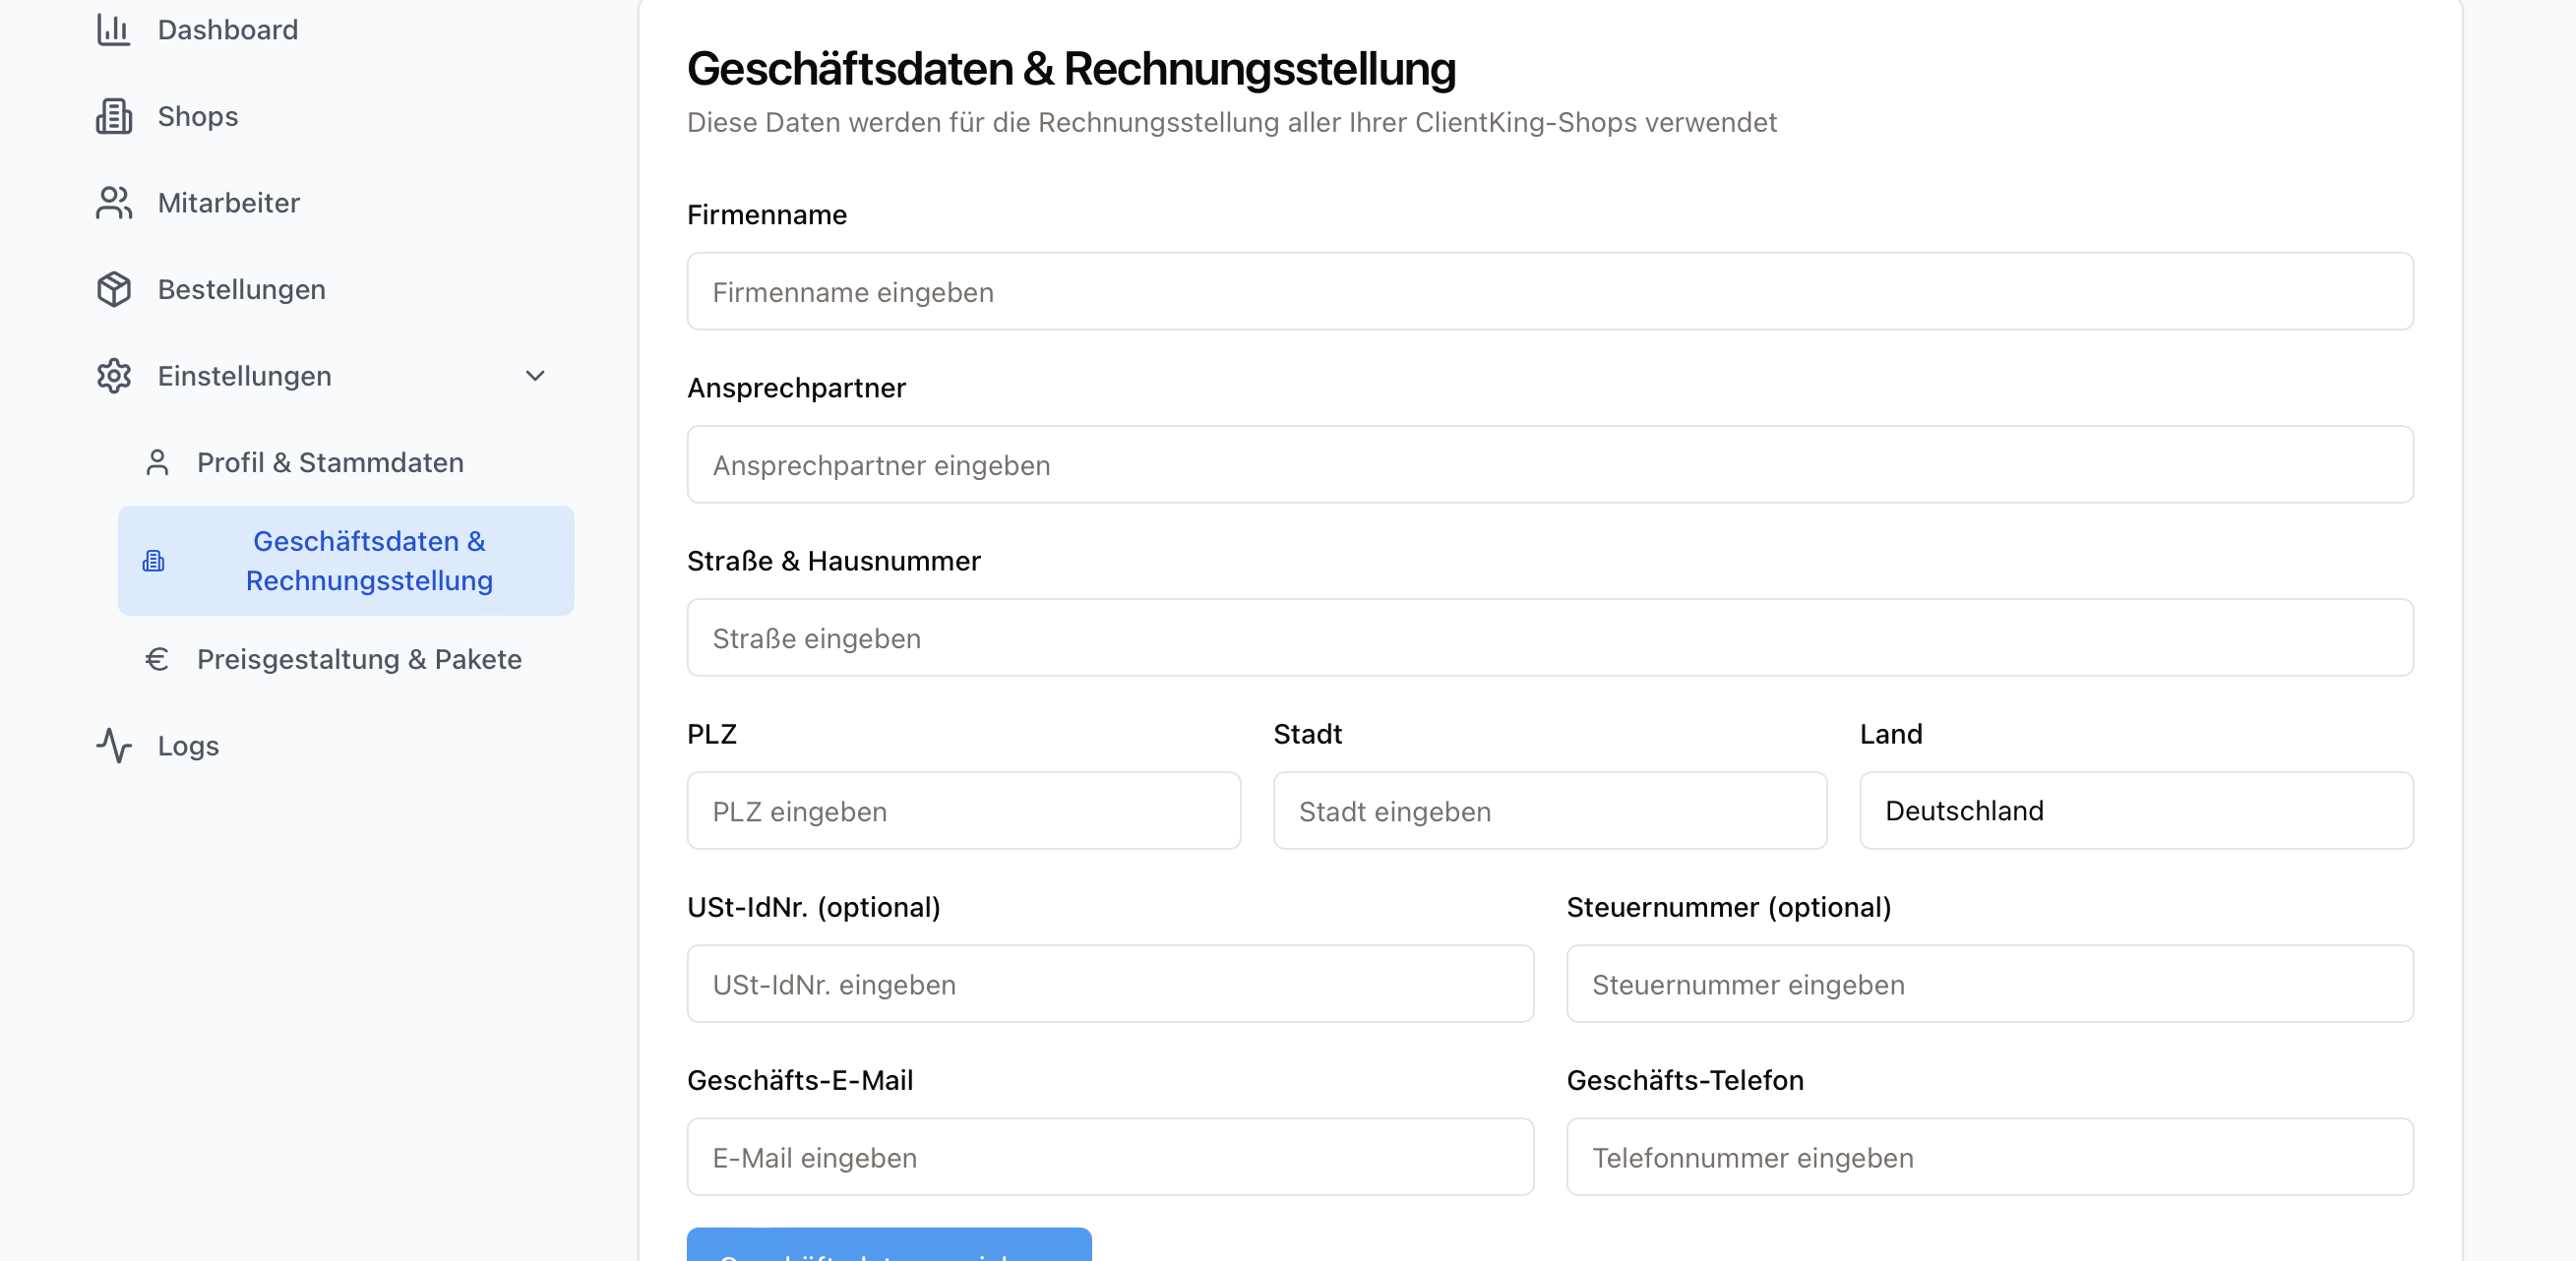 Dashboard
Shops
Mitarbeiter
Bestellungen
Einstellungen
Profil & Stammdaten
Geschäftsdaten &
Rechnungsstellung
Preisgestaltung & Pakete
Logs
Geschäftsdaten & Rechnungsstellung
Diese Daten werden für die Rechnungsstellung aller Ihrer ClientKing-Shops verwendet
Firmenname
Firmenname eingeben
Ansprechpartner
Ansprechpartner eingeben
Straße & Hausnummer
Straße eingeben
PLZ
Stadt
Land
PLZ eingeben
Stadt eingeben
Deutschland
USt-IdNr. (optional)
Steuernummer (optional)
USt-IdNr. eingeben
Steuernummer eingeben
Geschäfts-E-Mail
Geschäfts-Telefon
E-Mail eingeben
Telefonnummer eingeben